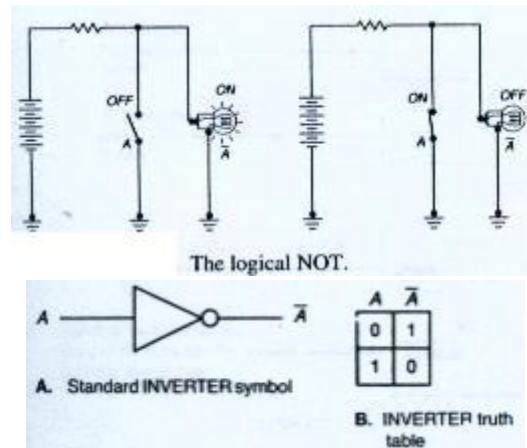 ON
OFF
A
A̅
ON
OFF
A
A̅
The logical NOT.
A
A̅
A. Standard INVERTER symbol
A A̅
0 1
1 0
B. INVERTER truth
table